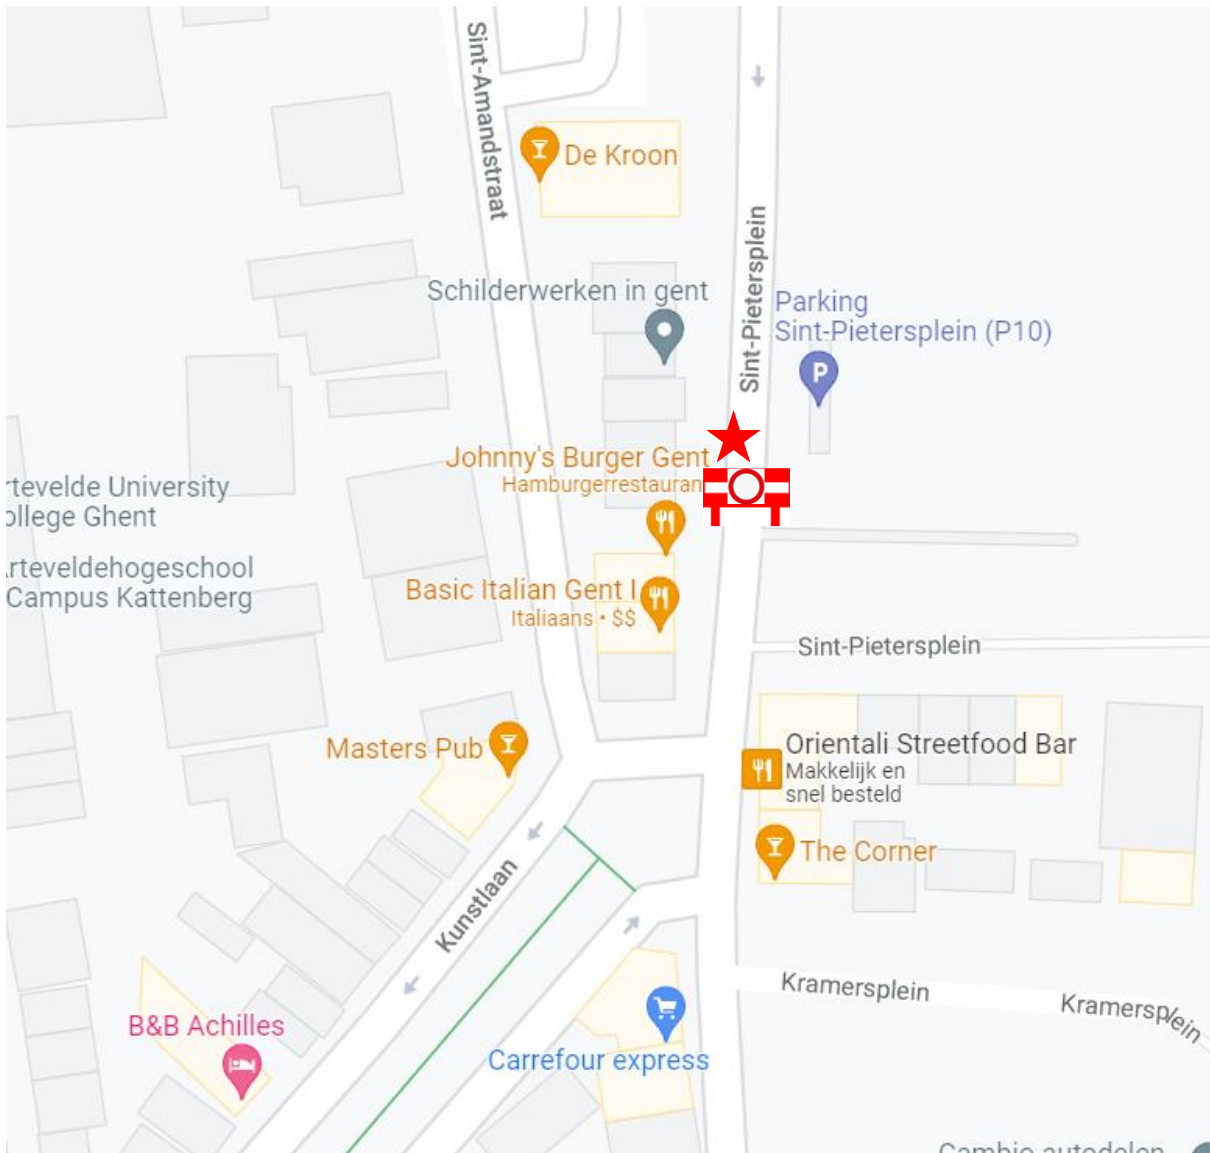 Sint-Amandstraat
De Kroon
Sint-Pietersplein
Schilderwerken in gent
Parking
Sint-Pietersplein (P10)
P
Johnny's Burger Gent
Hamburgerrestauran
rtevelde University
ollege Ghent
rteveldehogeschool
Campus Kattenberg
Basic Italian Gent I
Italiaans • $$
Sint-Pietersplein
Masters Pub
Orientali Streetfood Bar
Makkelijk en
snel besteld
The Corner
Kunstlaan
Kramersplein
Kramersplein
B&B Achilles
Carrefour express
Cambio autodelen